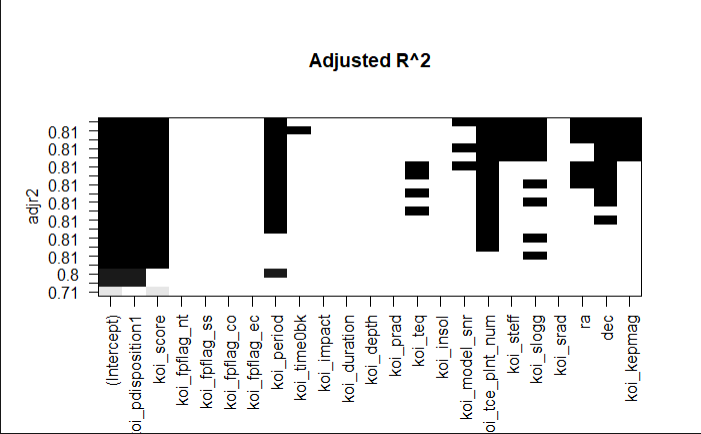 Adjusted R^2
adjr2
0.81
0.81
0.81
0.81
0.81
0.81
0.81
0.81
0.8
0.71
(Intercept)
oi_pdisposition1
koi_score
koi_fpflag_nt
koi_fpflag_ss
koi_fpflag_co
koi_fpflag_ec
koi_period
koi_time0bk
koi_impact
koi_duration
koi_depth
koi_prad
koi_teq
koi_insol
koi_model_snr
oi_tce_plnt_num
koi_steff
koi_slogg
koi_srad
ra
dec
koi_kepmag